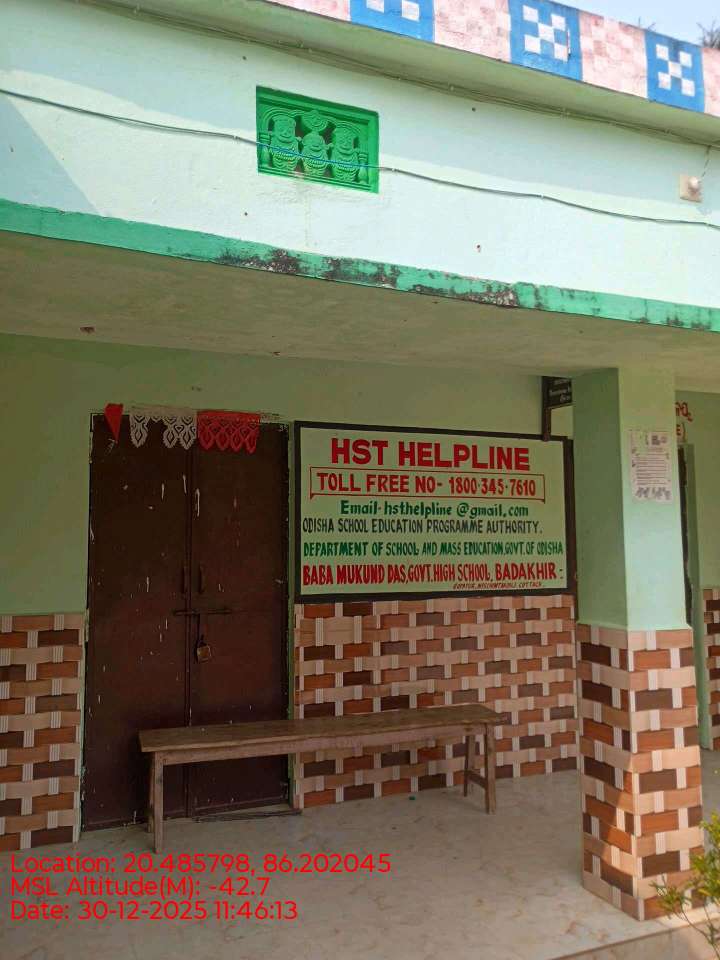 HST HELPLINE
TOLL FREE NO- 1800-345-7610
Email- hsthelpline @gmail.com
ODISHA SCHOOL EDUCATION PROGRAMME AUTHORITY.
DEPARTMENT OF SCHOOL AND MASS EDUCATION,GOVT. OF ODISHA
BABA MUKUND DAS,GOVT.HIGH SCHOOL, BADAKHIR
CUTTACK
Location: 20.485798, 86.202045
MSL Altitude(M): -42.7
Date: 30-12-2025 11:46:13